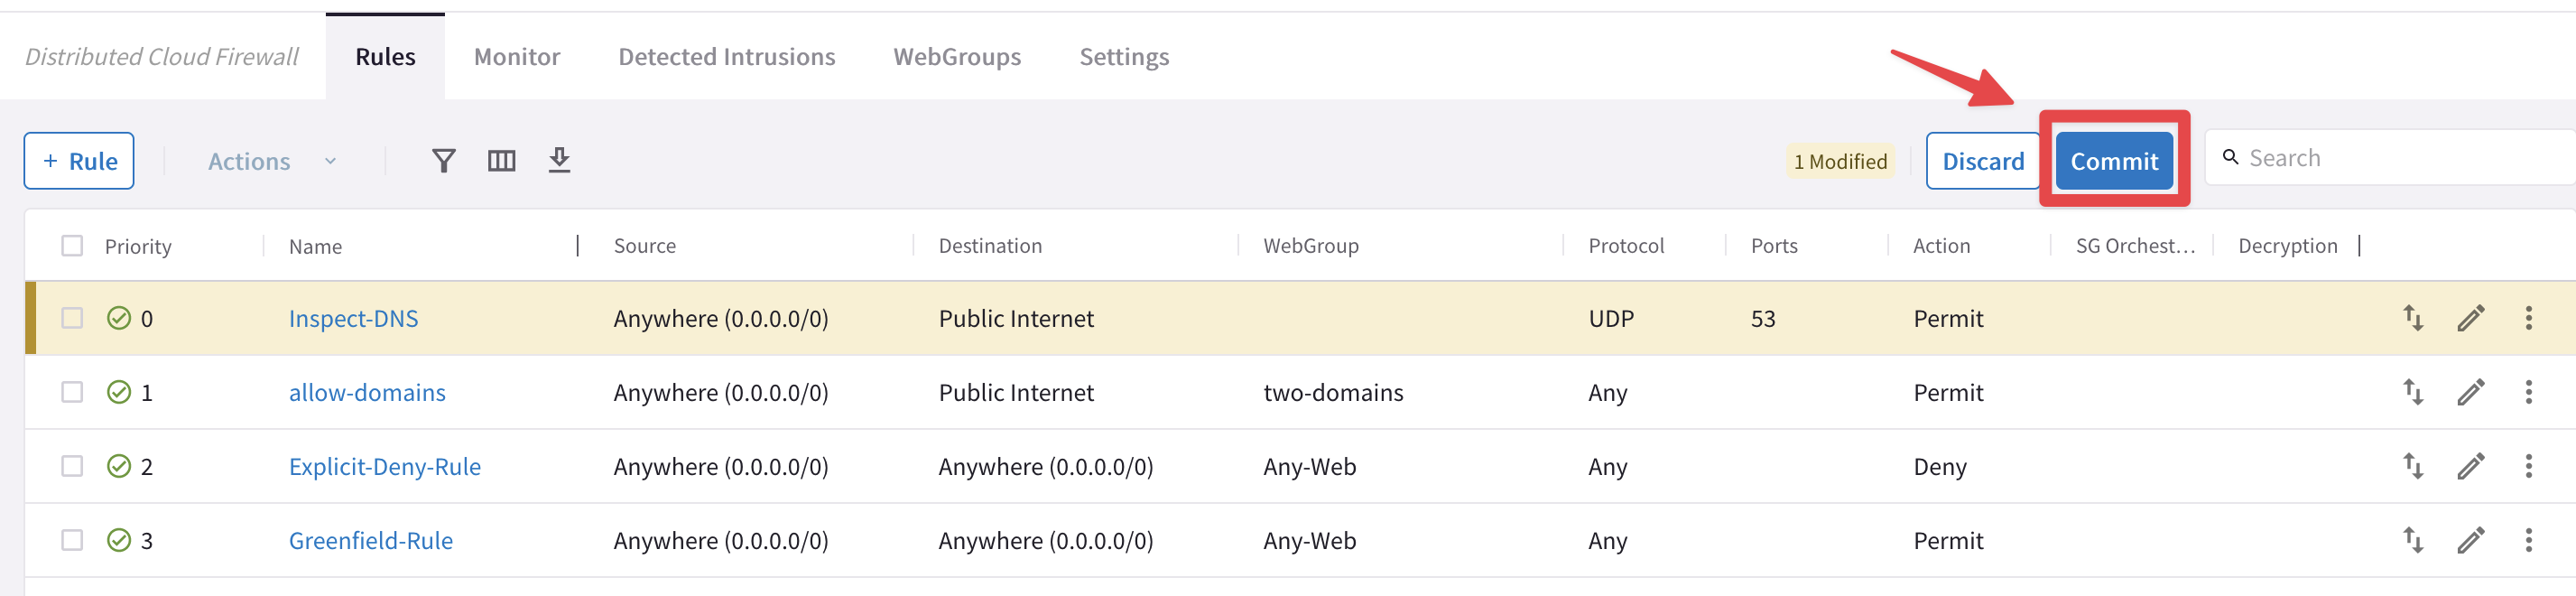 Distributed Cloud Firewall Rules Monitor Detected Intrusions WebGroups Settings
+ Rule Actions 1 Modified Discard Commit Search
Priority Name Source Destination WebGroup Protocol Ports Action SG Orchest... Decryption
0 Inspect-DNS Anywhere (0.0.0.0/0) Public Internet UDP 53 Permit
1 allow-domains Anywhere (0.0.0.0/0) Public Internet two-domains Any Permit
2 Explicit-Deny-Rule Anywhere (0.0.0.0/0) Anywhere (0.0.0.0/0) Any-Web Any Deny
3 Greenfield-Rule Anywhere (0.0.0.0/0) Anywhere (0.0.0.0/0) Any-Web Any Permit